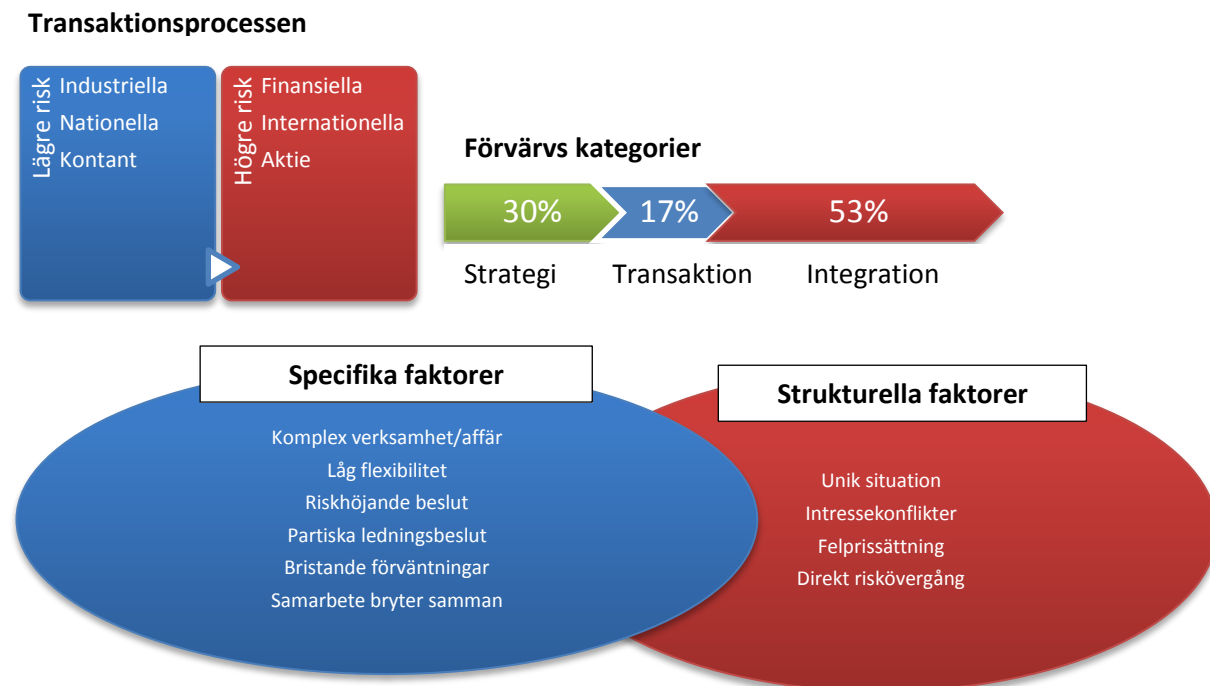 Transaktionsprocessen
Lägre risk
Industriella
Nationella
Kontant
Högre risk
Finansiella
Internationella
Aktie
Förvärvs kategorier
30%
17%
53%
Strategi
Transaktion
Integration
Specifika faktorer
Komplex verksamhet/affär
Låg flexibilitet
Riskhöjande beslut
Partiska ledningsbeslut
Bristande förväntningar
Samarbete bryter samman
Strukturella faktorer
Unik situation
Intressekonflikter
Felprissättning
Direkt riskövergång